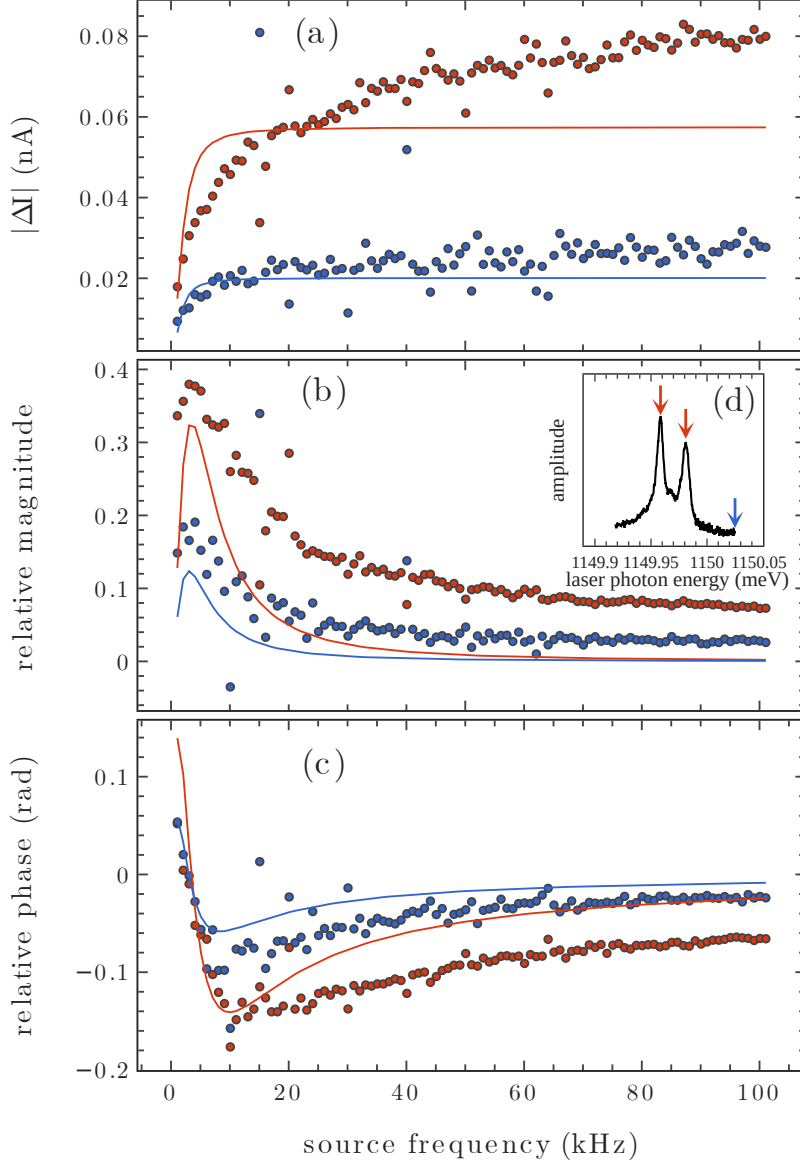 (a)
|ΔI| (nA)
0.08
0.06
0.04
0.02
(b)
relative magnitude
0.4
0.3
0.2
0.1
0
(d)
amplitude
1149.9
1149.95
1150
1150.05
laser photon energy (meV)
(c)
relative phase (rad)
0.1
0
−0.1
−0.2
0
20
40
60
80
100
source frequency (kHz)